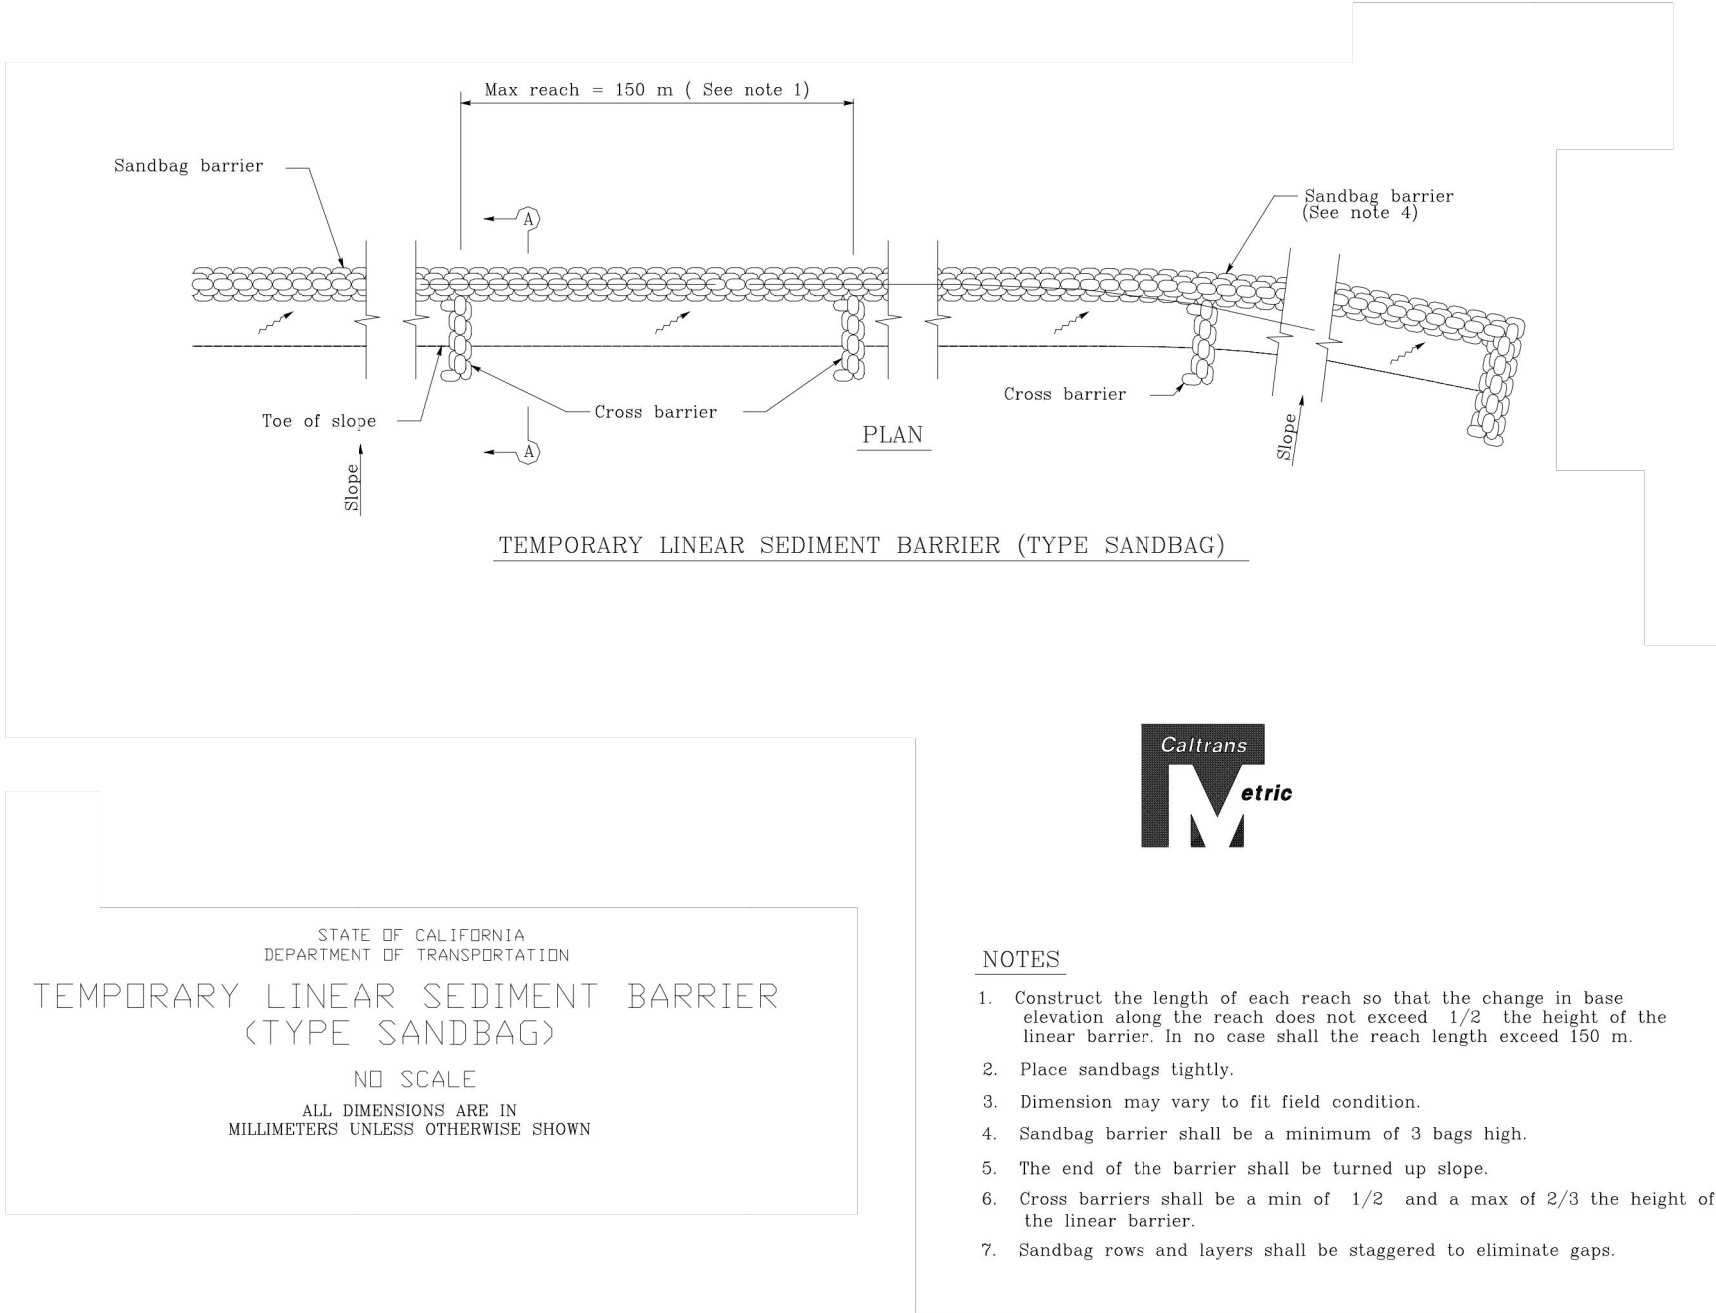 Max reach = 150 m ( See note 1)
Sandbag barrier
Sandbag barrier
(See note 4)
A
Cross barrier
Cross barrier
Toe of slope
PLAN
A
Slope
Slope
TEMPORARY LINEAR SEDIMENT BARRIER (TYPE SANDBAG)
Caltrans
Metric
STATE OF CALIFORNIA
DEPARTMENT OF TRANSPORTATION
TEMPORARY LINEAR SEDIMENT BARRIER
(TYPE SANDBAG)
NO SCALE
ALL DIMENSIONS ARE IN
MILLIMETERS UNLESS OTHERWISE SHOWN
NOTES
1. Construct the length of each reach so that the change in base
elevation along the reach does not exceed 1/2 the height of the
linear barrier. In no case shall the reach length exceed 150 m.
2. Place sandbags tightly.
3. Dimension may vary to fit field condition.
4. Sandbag barrier shall be a minimum of 3 bags high.
5. The end of the barrier shall be turned up slope.
6. Cross barriers shall be a min of 1/2 and a max of 2/3 the height of
the linear barrier.
7. Sandbag rows and layers shall be staggered to eliminate gaps.